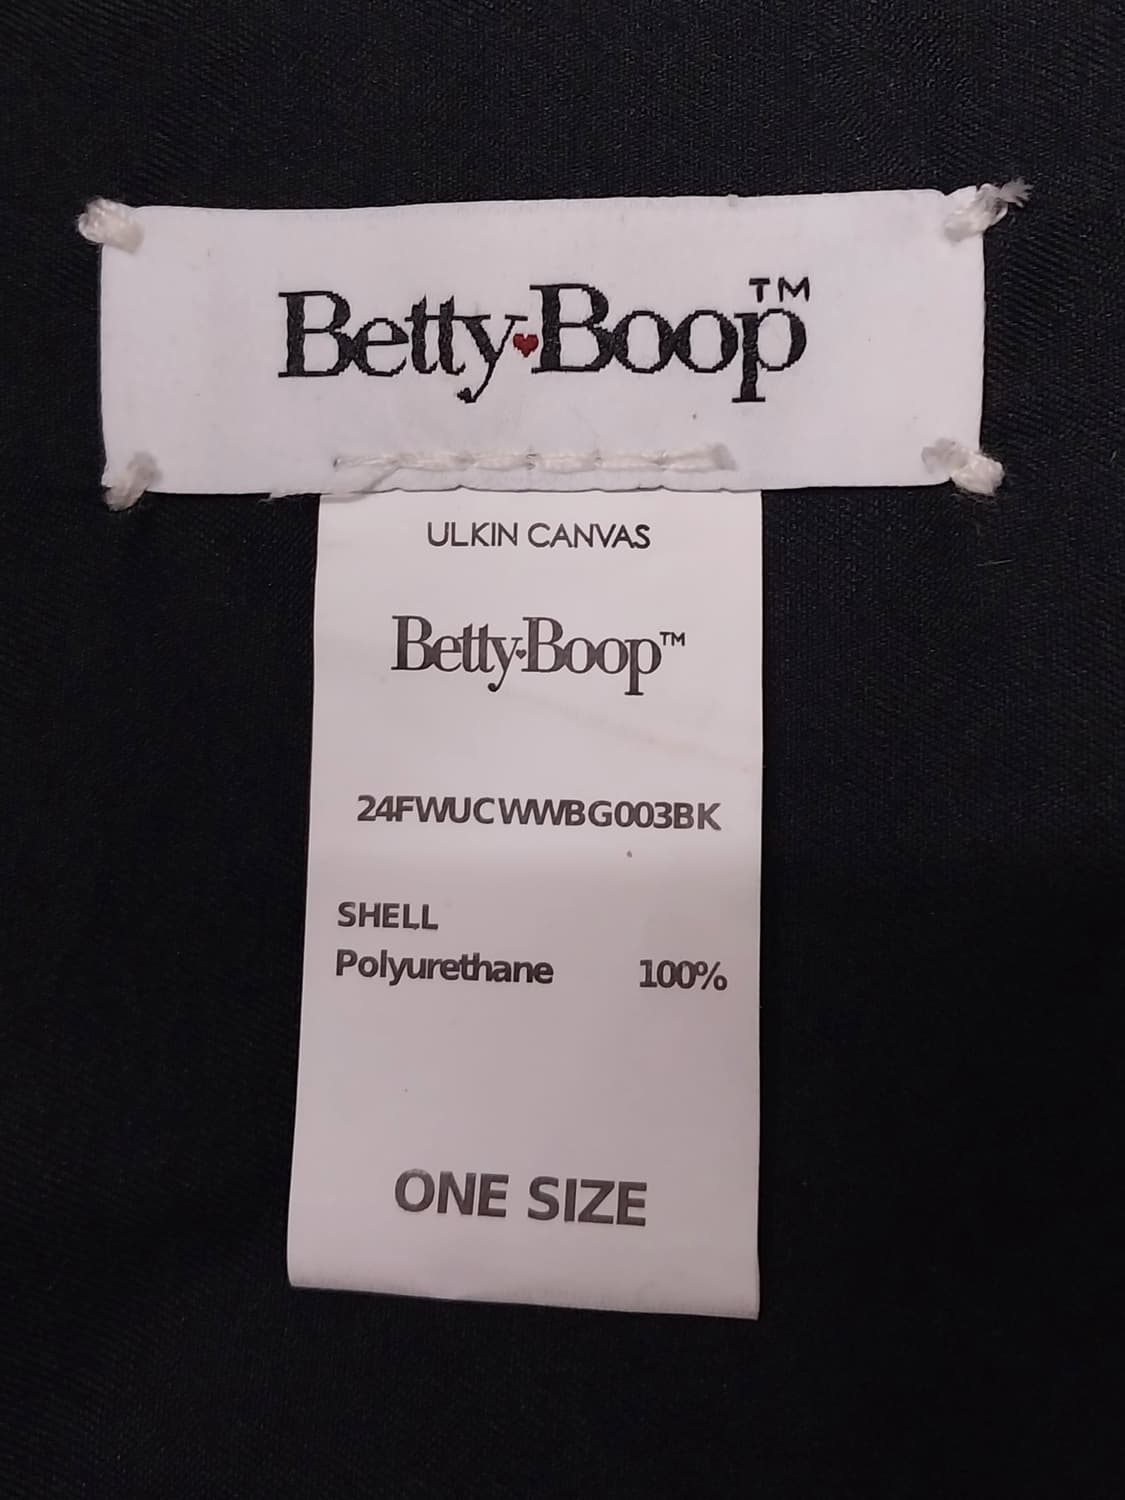 Betty♥Boop™
ULKIN CANVAS
Betty♥Boop™
24FWUCWWBG003BK
SHELL
Polyurethane 100%
ONE SIZE